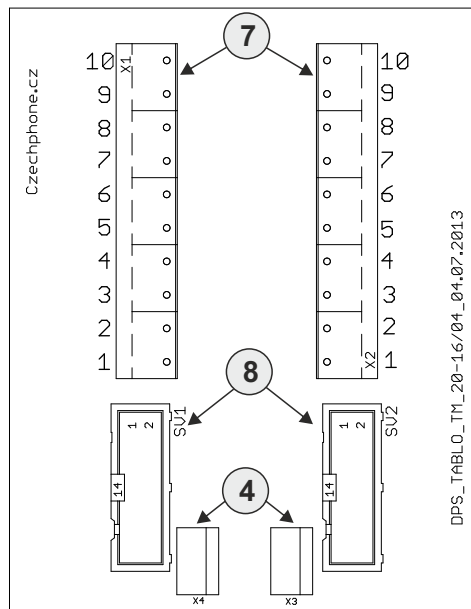 7
10 X1 10
9 9
8 8
7 7
6 6
5 5
4 4
3 3
2 2
1 X2 1
Czechphone.cz
DPS_TABLO_TM_20-16/04_04.07.2013
8
SV1 SV2
1 2 1 2
14 14
4
X4 X3